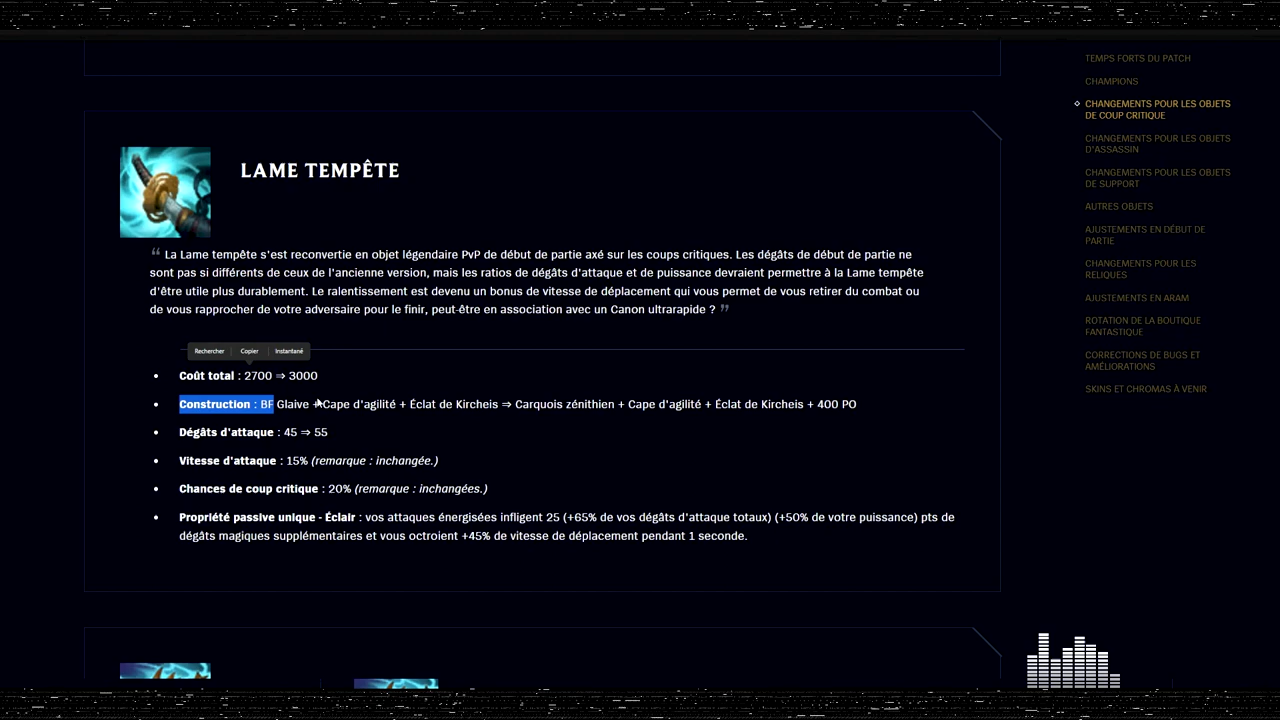 LAME TEMPÊTE
“ La Lame tempête s'est reconvertie en objet légendaire PvP de début de partie axé sur les coups critiques. Les dégâts de début de partie ne
sont pas si différents de ceux de l'ancienne version, mais les ratios de dégâts d'attaque et de puissance devraient permettre à la Lame tempête
d'être utile plus durablement. Le ralentissement est devenu un bonus de vitesse de déplacement qui vous permet de vous retirer du combat ou
de vous rapprocher de votre adversaire pour le finir, peut-être en association avec un Canon ultrarapide ? ”
Rechercher Copier Instantané
• Coût total : 2700 ⇒ 3000
• Construction : BF Glaive + Cape d'agilité + Éclat de Kircheis ⇒ Carquois zénithien + Cape d'agilité + Éclat de Kircheis + 400 PO
• Dégâts d'attaque : 45 ⇒ 55
• Vitesse d'attaque : 15% (remarque : inchangée.)
• Chances de coup critique : 20% (remarque : inchangées.)
• Propriété passive unique - Éclair : vos attaques énergisées infligent 25 (+65% de vos dégâts d'attaque totaux) (+50% de votre puissance) pts de
dégâts magiques supplémentaires et vous octroient +45% de vitesse de déplacement pendant 1 seconde.
TEMPS FORTS DU PATCH
CHAMPIONS
CHANGEMENTS POUR LES OBJETS
DE COUP CRITIQUE
CHANGEMENTS POUR LES OBJETS
D'ASSASSIN
CHANGEMENTS POUR LES OBJETS
DE SUPPORT
AUTRES OBJETS
AJUSTEMENTS EN DÉBUT DE
PARTIE
CHANGEMENTS POUR LES
RELIQUES
AJUSTEMENTS EN ARAM
ROTATION DE LA BOUTIQUE
FANTASTIQUE
CORRECTIONS DE BUGS ET
AMÉLIORATIONS
SKINS ET CHROMAS À VENIR